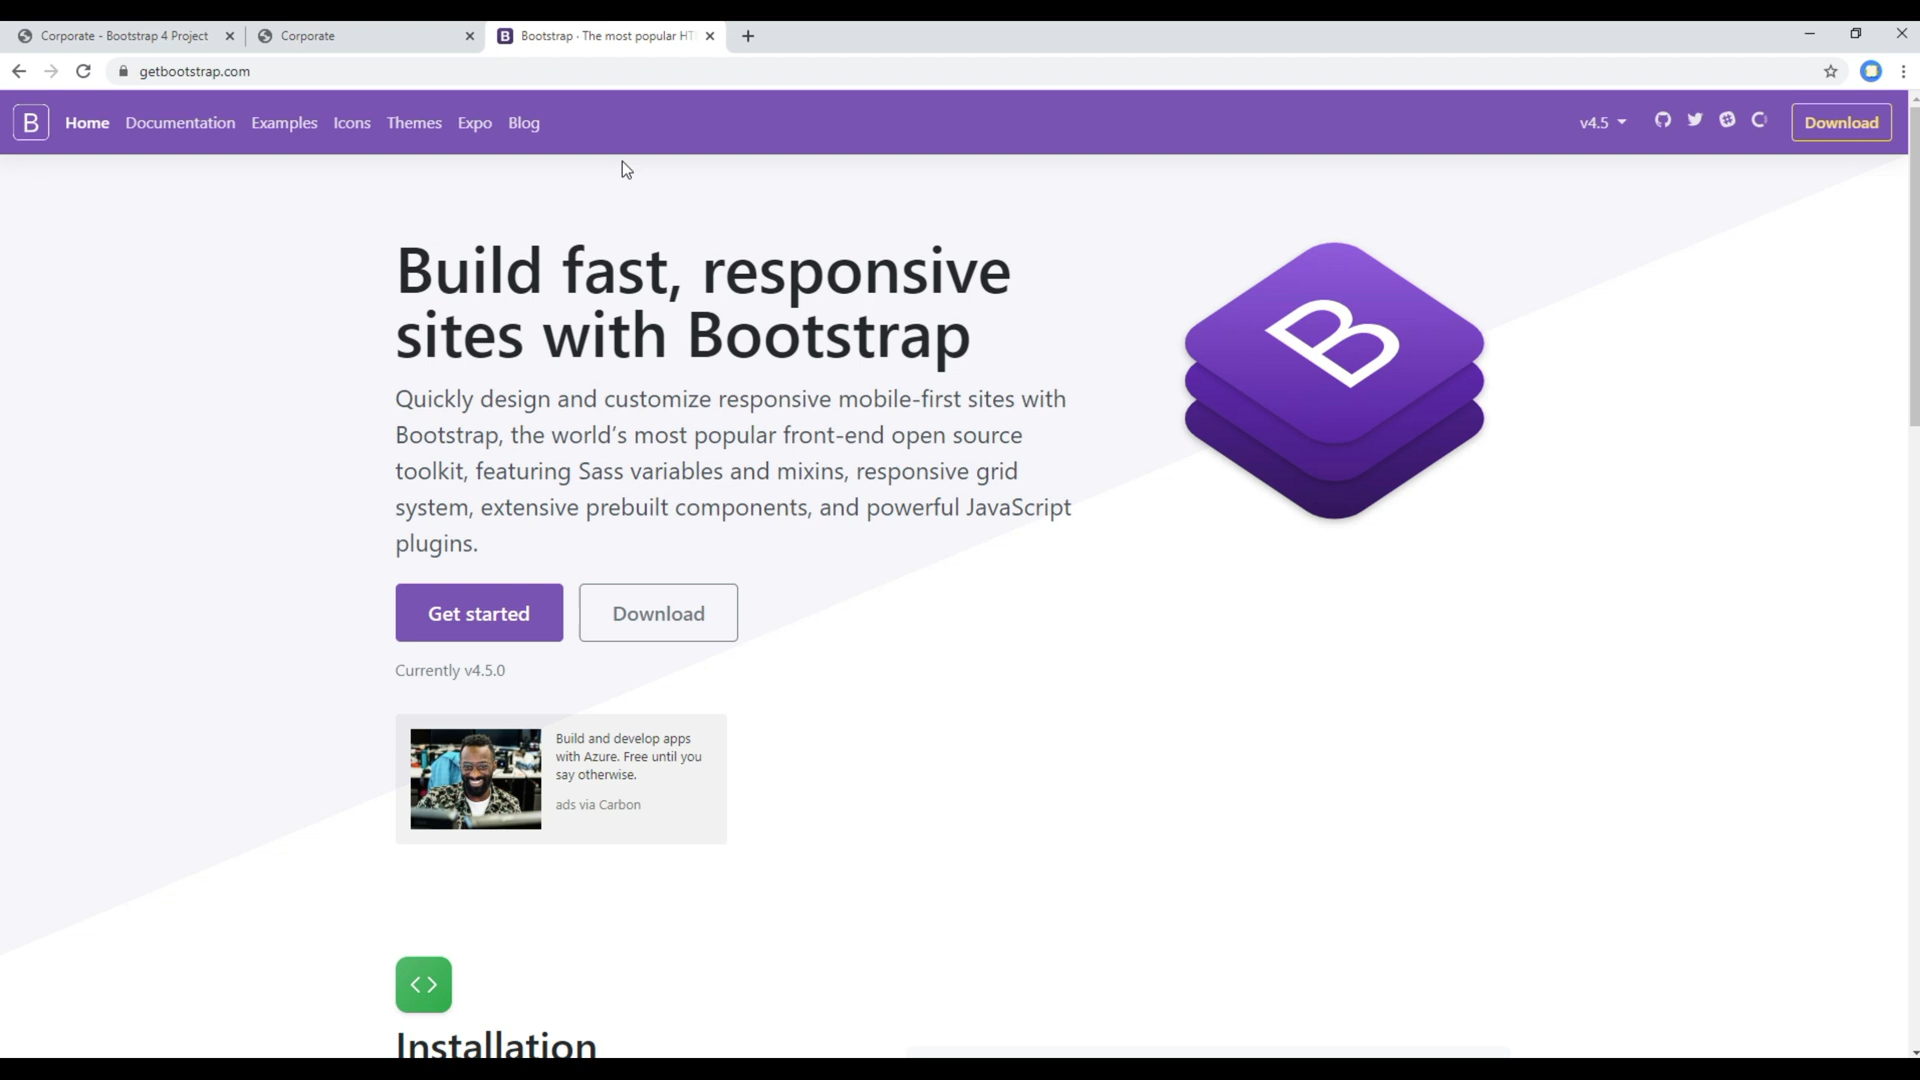 Corporate - Bootstrap 4 Project
Corporate
B
Bootstrap · The most popular HT
getbootstrap.com
B
Home
Documentation
Examples
Icons
Themes
Expo
Blog
v4.5
Download
Build fast, responsive
sites with Bootstrap
B
Quickly design and customize responsive mobile-first sites with
Bootstrap, the world’s most popular front-end open source
toolkit, featuring Sass variables and mixins, responsive grid
system, extensive prebuilt components, and powerful JavaScript
plugins.
Get started
Download
Currently v4.5.0
Build and develop apps
with Azure. Free until you
say otherwise.
ads via Carbon
Installation